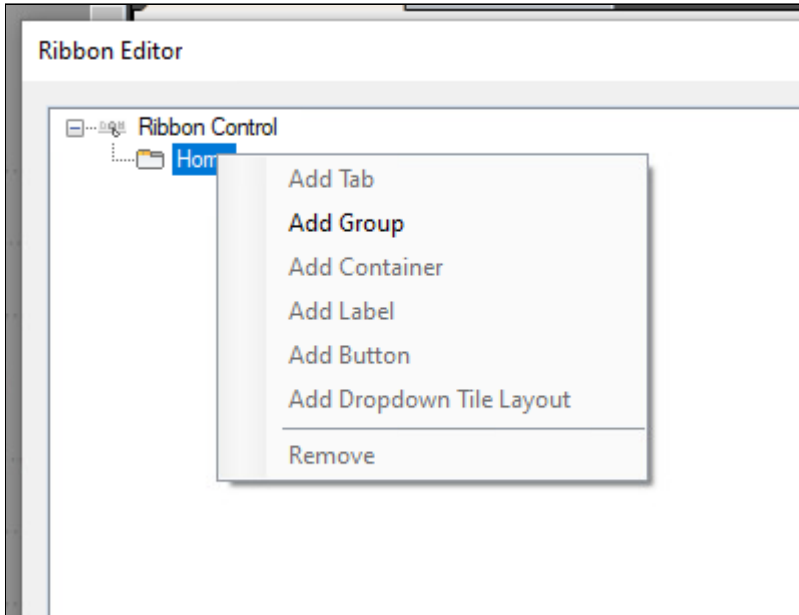 Ribbon Editor
Ribbon Control
Hom
Add Tab
Add Group
Add Container
Add Label
Add Button
Add Dropdown Tile Layout
Remove